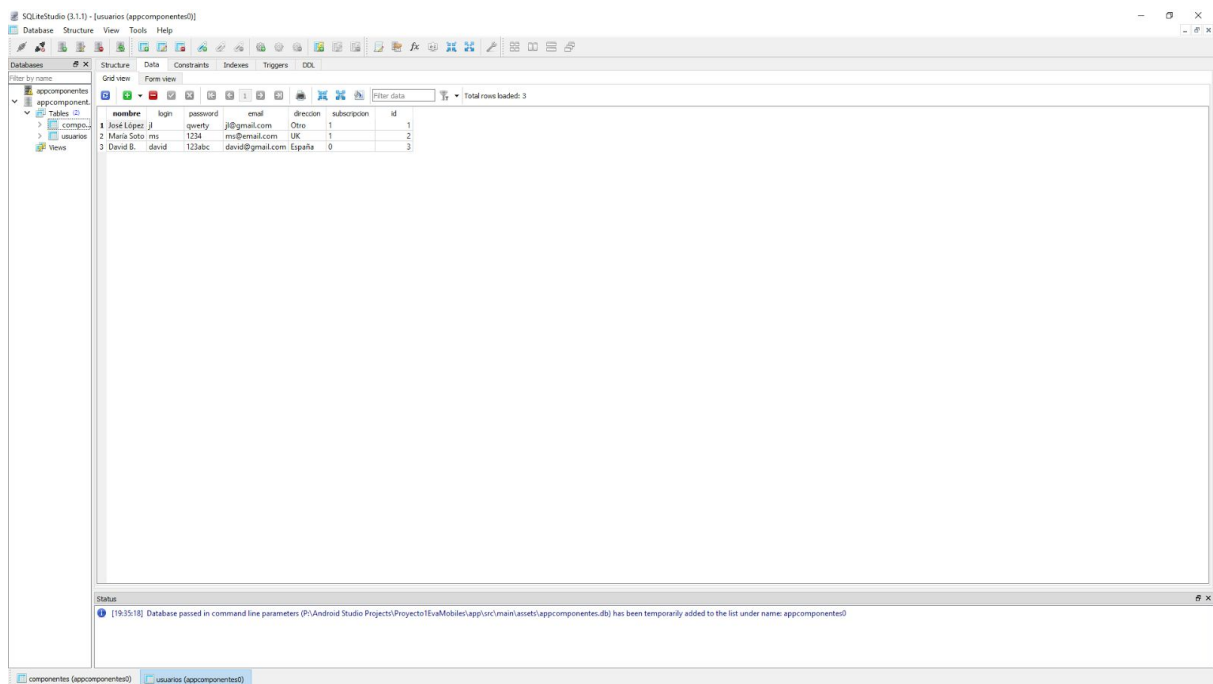 SQLiteStudio (3.1.1) - [usuarios (appcomponentes0)]
Database Structure View Tools Help
Databases
Structure Data Constraints Indexes Triggers DDL
Filter by name
Grid view Form view
appcomponentes
appcomponent.
Tables (2)
compo...
usuarios
Views
1 Filter data Total rows loaded: 3
nombre login password email direccion subscripcion id
1 José López jl qwerty jl@gmail.com Otro 1 1
2 María Soto ms 1234 ms@email.com UK 1 2
3 David B. david 123abc david@gmail.com España 0 3
Status
[19:35:18] Database passed in command line parameters (P:\Android Studio Projects\Proyecto1EvaMobiles\app\src\main\assets\appcomponentes.db) has been temporarily added to the list under name: appcomponentes0
componentes (appcomponentes0) usuarios (appcomponentes0)